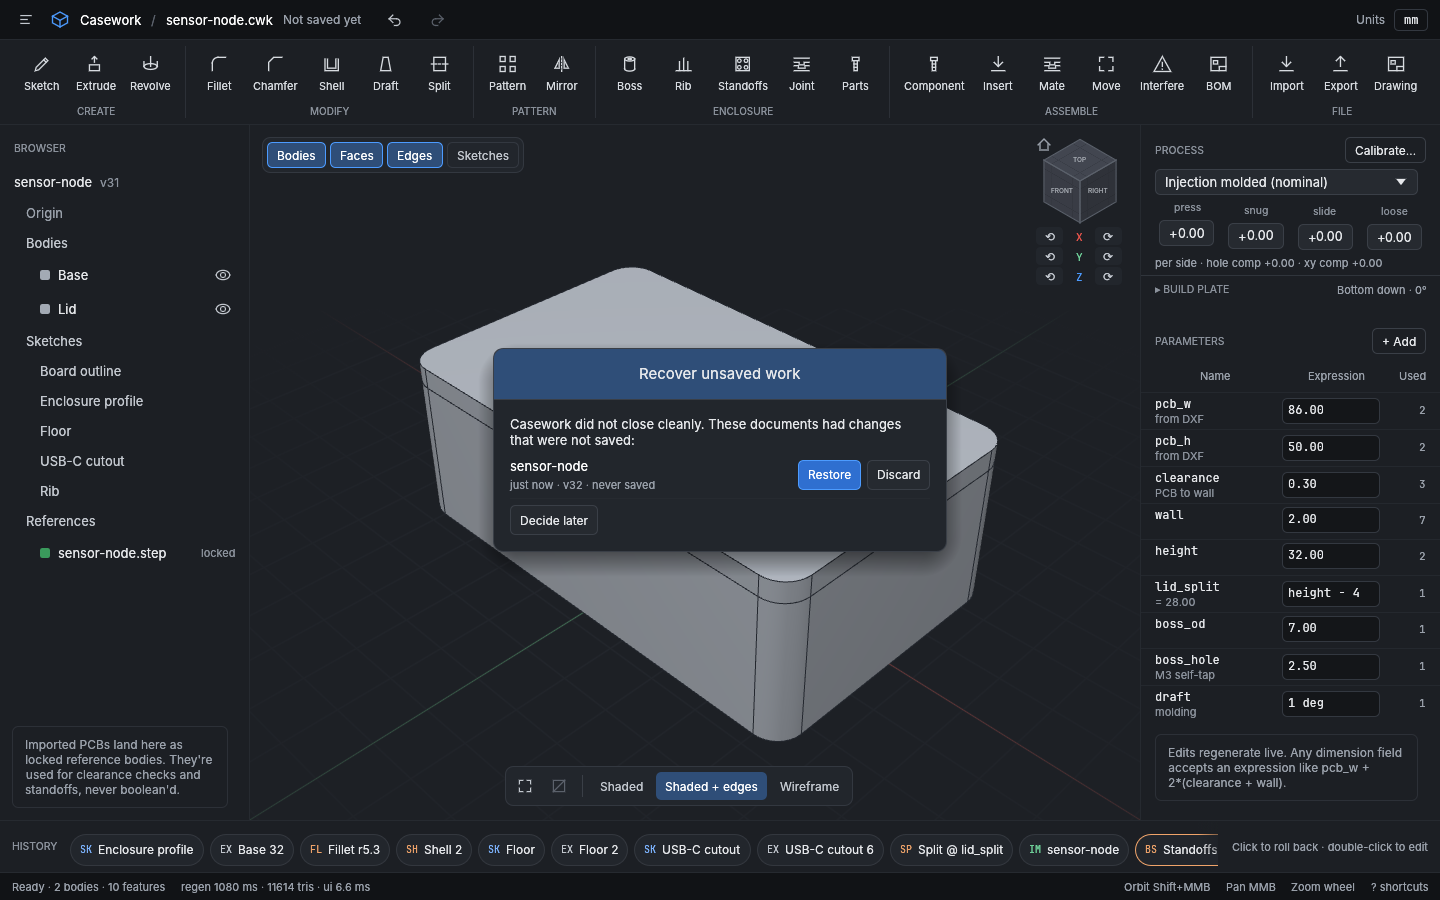 Casework / sensor-node.cwk Not saved yet
Units mm
Sketch Extrude Revolve
CREATE
Fillet Chamfer Shell Draft Split
MODIFY
Pattern Mirror
PATTERN
Boss Rib Standoffs Joint Parts
ENCLOSURE
Component Insert Mate Move Interfere BOM
ASSEMBLE
Import Export Drawing
FILE
BROWSER
sensor-node v31
Origin
Bodies
Base
Lid
Sketches
Board outline
Enclosure profile
Floor
USB-C cutout
Rib
References
sensor-node.step locked
Imported PCBs land here as
locked reference bodies. They're
used for clearance checks and
standoffs, never boolean'd.
Bodies Faces Edges Sketches
TOP
FRONT RIGHT
X
Y
Z
Recover unsaved work
Casework did not close cleanly. These documents had changes
that were not saved:
sensor-node
just now · v32 · never saved
Restore Discard
Decide later
Shaded Shaded + edges Wireframe
PROCESS
Calibrate...
Injection molded (nominal)
press snug slide loose
+0.00 +0.00 +0.00 +0.00
per side · hole comp +0.00 · xy comp +0.00
BUILD PLATE Bottom down · 0°
PARAMETERS
+ Add
Name Expression Used
pcb_w 86.00 2
from DXF
pcb_h 50.00 2
from DXF
clearance 0.30 3
PCB to wall
wall 2.00 7
height 32.00 2
lid_split height - 4 1
= 28.00
boss_od 7.00 1
boss_hole 2.50 1
M3 self-tap
draft 1 deg 1
molding
Edits regenerate live. Any dimension field
accepts an expression like pcb_w +
2*(clearance + wall).
HISTORY
SK Enclosure profile
EX Base 32
FL Fillet r5.3
SH Shell 2
SK Floor
EX Floor 2
SK USB-C cutout
EX USB-C cutout 6
SP Split @ lid_split
IM sensor-node
BS Standoffs
Click to roll back · double-click to edit
Ready · 2 bodies · 10 features regen 1080 ms · 11614 tris · ui 6.6 ms
Orbit Shift+MMB Pan MMB Zoom wheel ? shortcuts